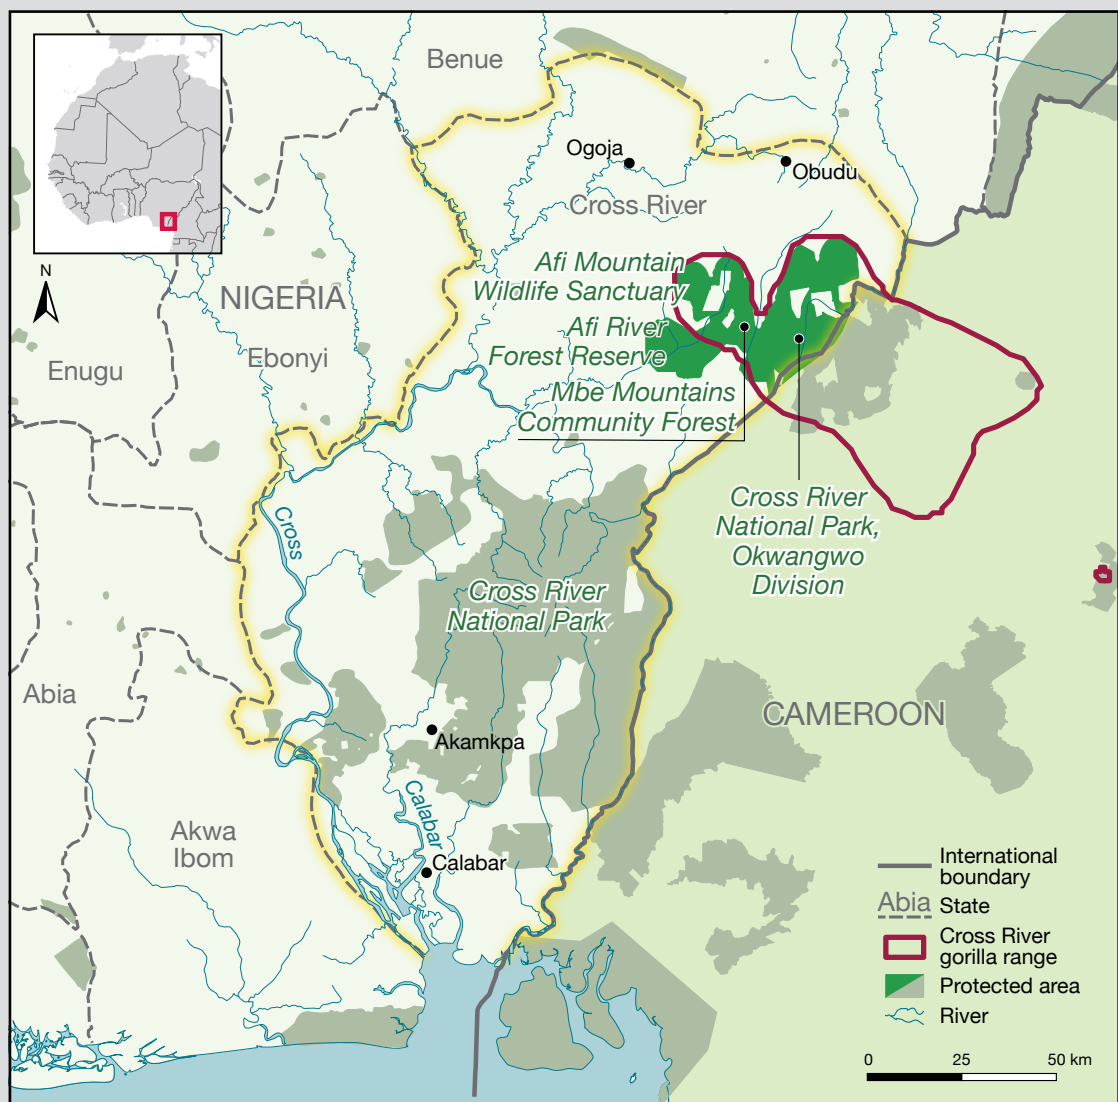 Benue
Ogoja
Obudu
Cross River
N
Afi Mountain
Wildlife Sanctuary
NIGERIA
Afi River
Forest Reserve
Ebonyi
Enugu
Mbe Mountains
Community Forest
Cross River
National Park,
Okwangwo
Division
Cross
Cross River
National Park
Abia
CAMEROON
Akamkpa
Calabar
Akwa
Ibom
Calabar
International
boundary
Abia State
Cross River
gorilla range
Protected area
River
0 25 50 km